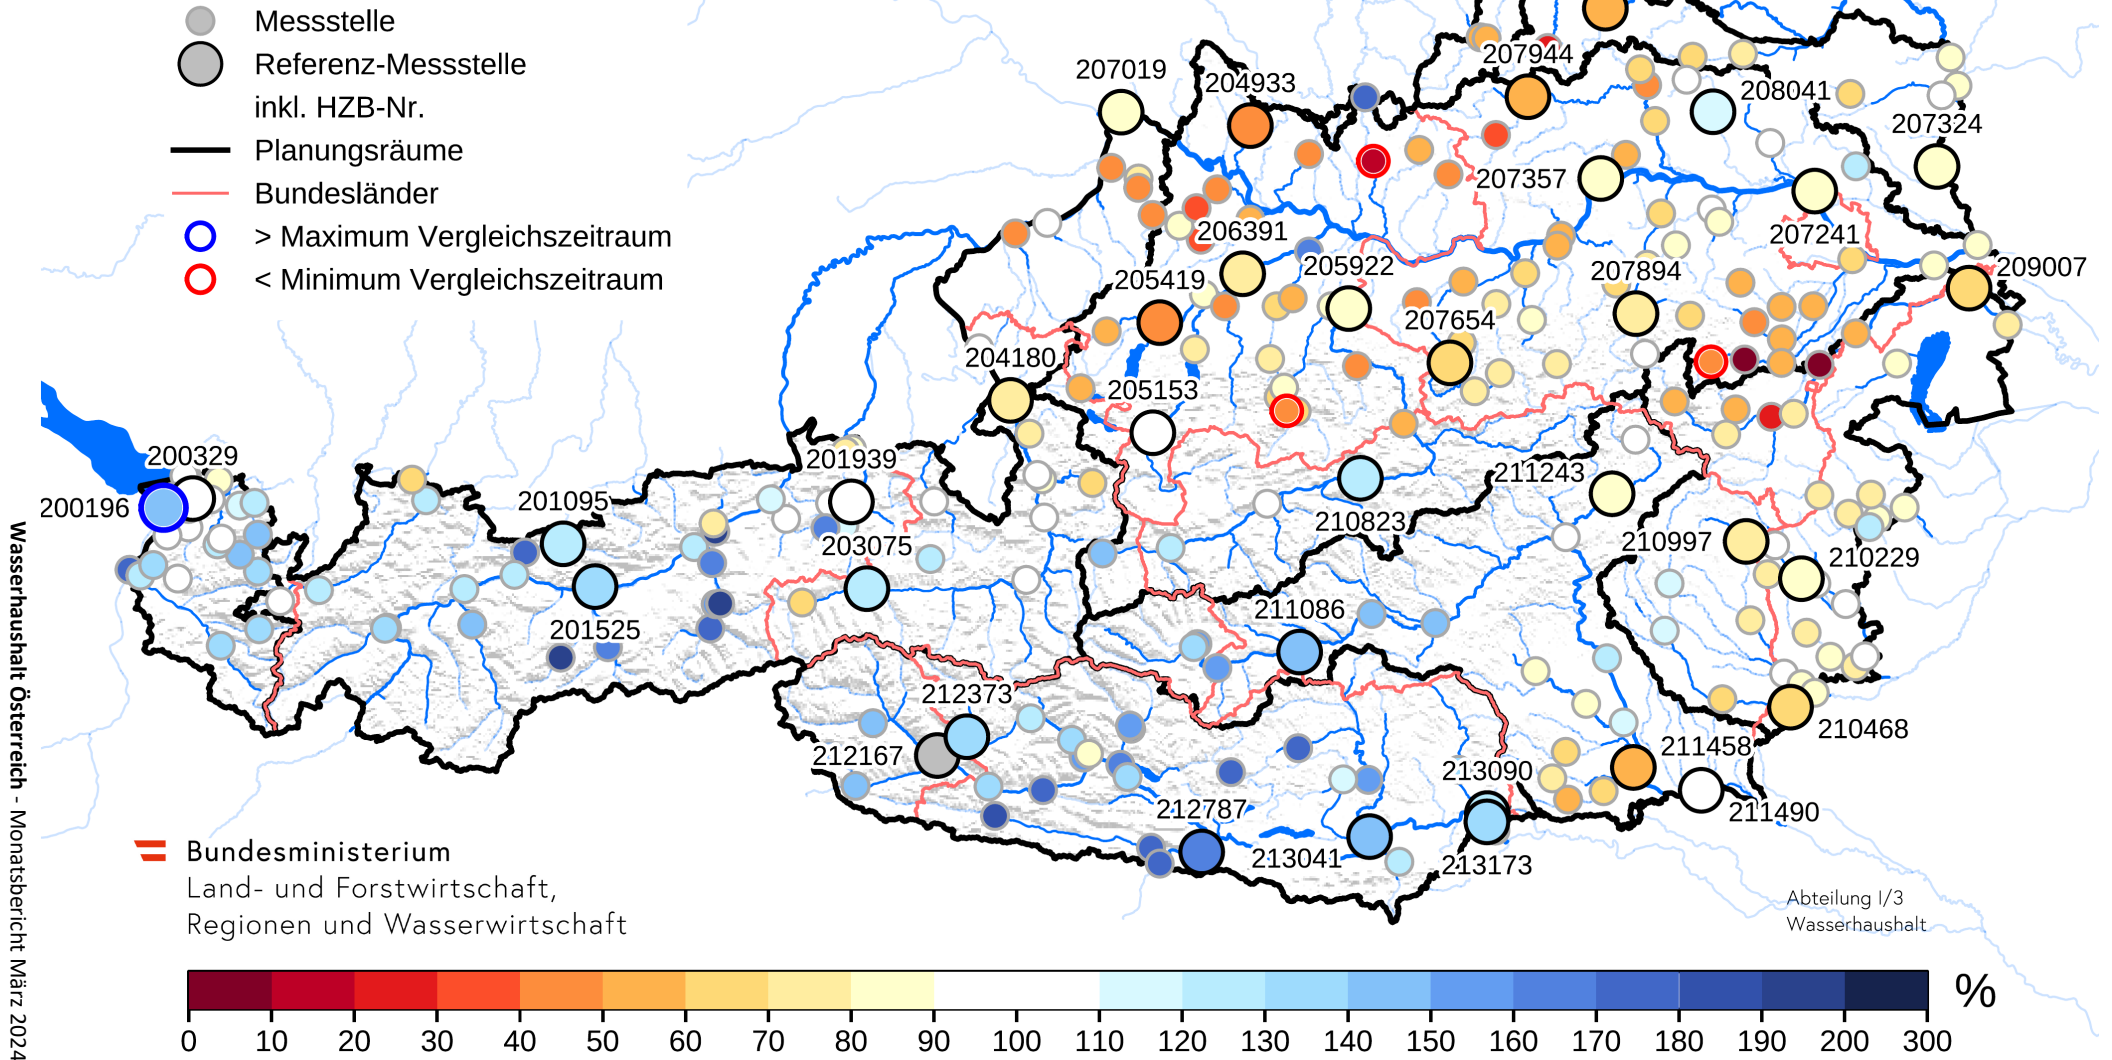 Messstelle
Referenz-Messstelle
inkl. HZB-Nr.
Planungsräume
Bundesländer
> Maximum Vergleichszeitraum
< Minimum Vergleichszeitraum
207944
207019
204933
208041
207324
207357
206391
207241
205922
205419
207894
209007
207654
204180
205153
200329
201939
211243
200196
201095
210823
203075
210997
210229
211086
201525
212373
212167
211458
210468
213090
212787
211490
213041
213173
Wasserhaushalt Österreich - Monatsbericht März 2024
Bundesministerium
Land- und Forstwirtschaft,
Regionen und Wasserwirtschaft
Abteilung I/3
Wasserhaushalt
%
0 10 20 30 40 50 60 70 80 90 100 110 120 130 140 150 160 170 180 190 200 300